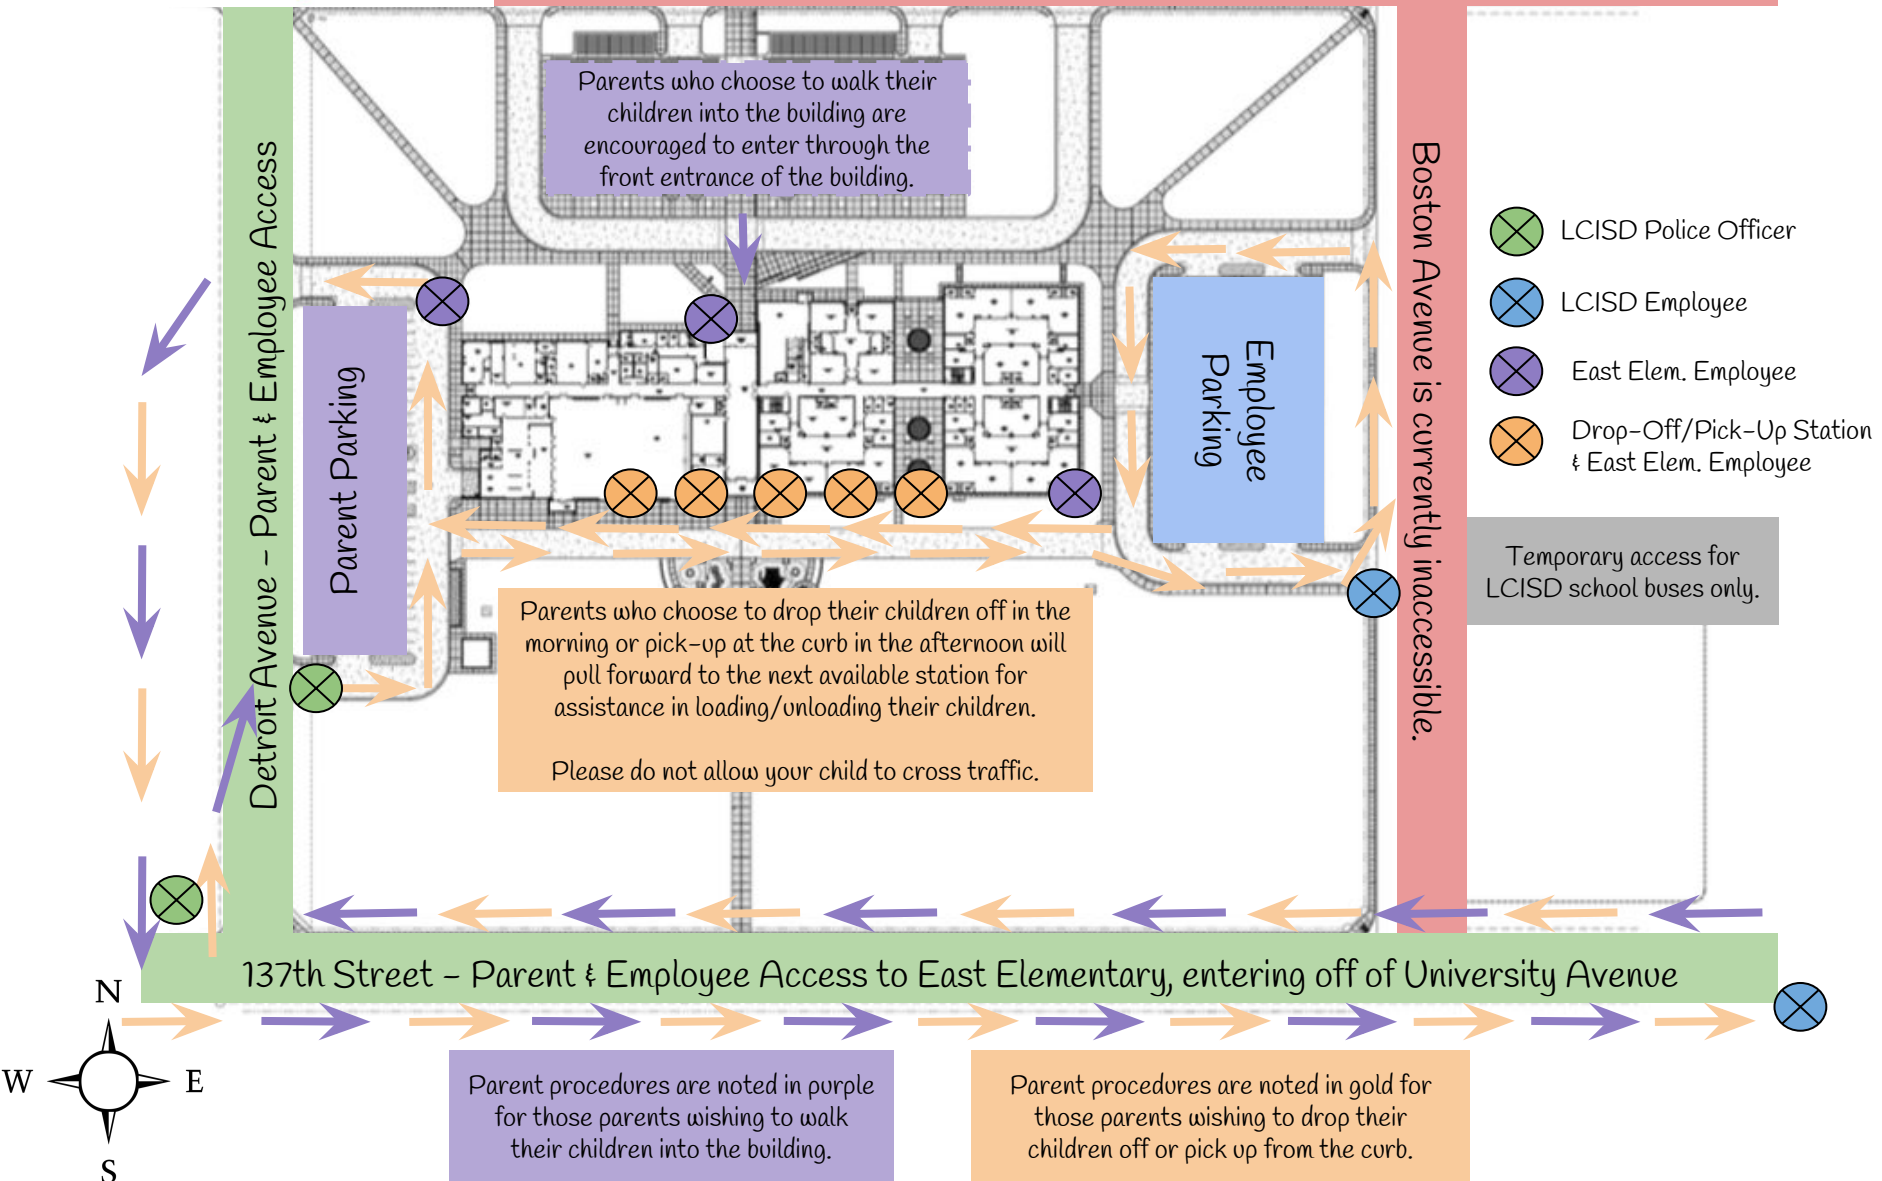 Parents who choose to walk their
children into the building are
encouraged to enter through the
front entrance of the building.
Detroit Avenue - Parent & Employee Access
Parent Parking
Employee
Parking
Boston Avenue is currently inaccessible.
LCISD Police Officer
LCISD Employee
East Elem. Employee
Drop-Off/Pick-Up Station
& East Elem. Employee
Temporary access for
LCISD school buses only.
Parents who choose to drop their children off in the
morning or pick-up at the curb in the afternoon will
pull forward to the next available station for
assistance in loading/unloading their children.
Please do not allow your child to cross traffic.
137th Street - Parent & Employee Access to East Elementary, entering off of University Avenue
N
W
E
S
Parent procedures are noted in purple
for those parents wishing to walk
their children into the building.
Parent procedures are noted in gold for
those parents wishing to drop their
children off or pick up from the curb.